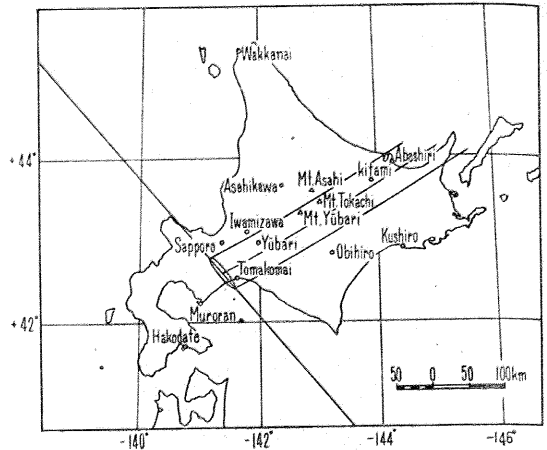 Wakkanai
+44°
Abashiri
kitami
Mt.Asahi
Asahikawa
Mt.Tokachi
Mt.Yūbari
Iwamizawa
Sapporo
Yūbari
Kushiro
Obihiro
Tomakomai
Muroran
+42°
Hakodate
50 0 50 100km
-140° -142° -144° -146°